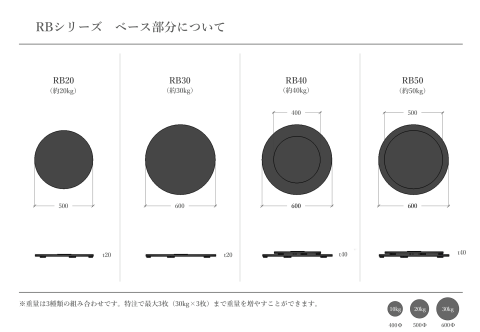 RBシリーズ　ベース部分について
RB20
(約20kg)
RB30
(約30kg)
RB40
(約40kg)
RB50
(約50kg)
400
500
500
600
600
600
t20
t20
t40
t40
※重量は3種類の組み合わせです。特注で最大3枚（30kg×3枚）まで重量を増やすことができます。
10kg
20kg
30kg
400Φ
500Φ
600Φ